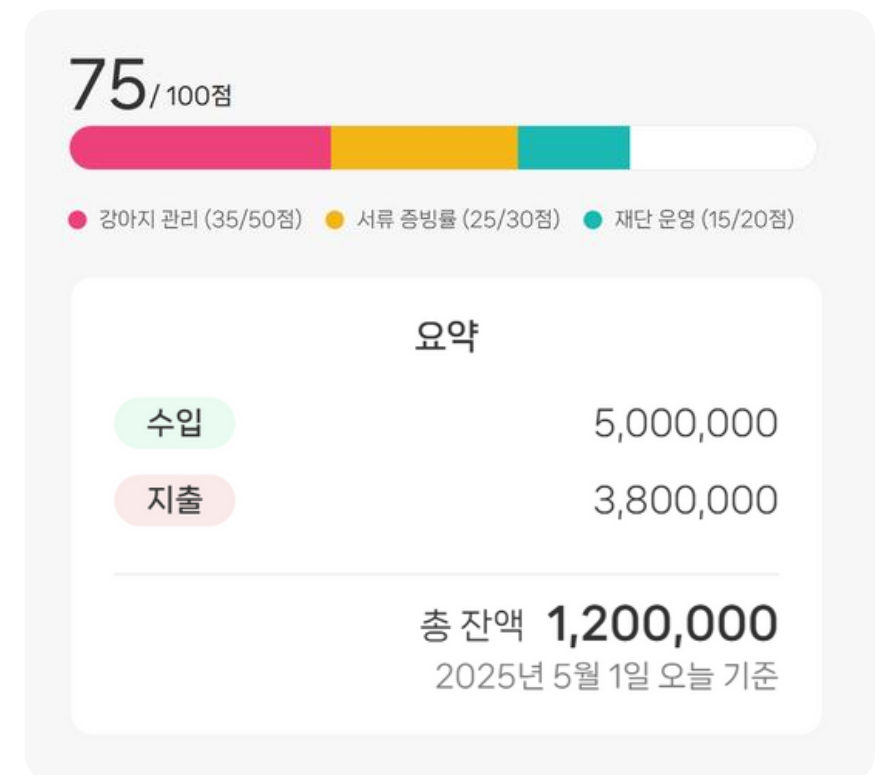 75/ 100점
강아지 관리 (35/50점) 서류 증빙률 (25/30점) 재단 운영 (15/20점)
요약
수입 5,000,000
지출 3,800,000
총 잔액 1,200,000
2025년 5월 1일 오늘 기준